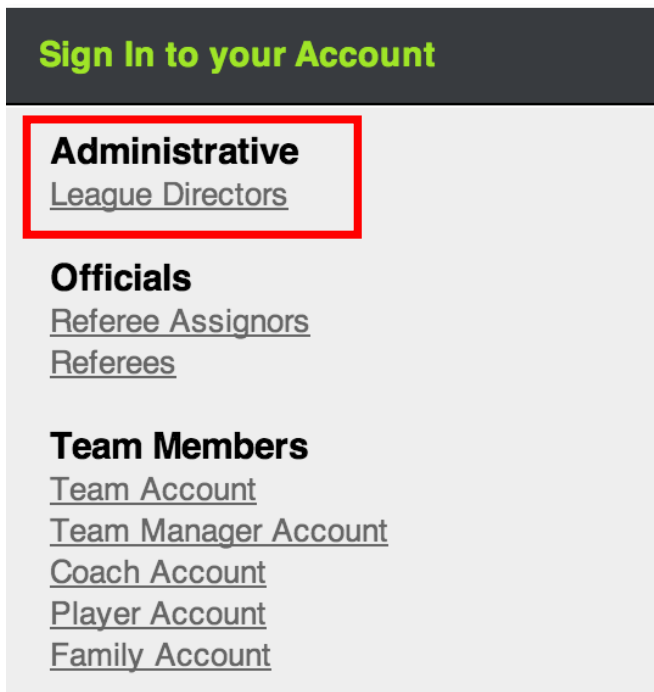 Sign In to your Account
Administrative
League Directors
Officials
Referee Assignors
Referees
Team Members
Team Account
Team Manager Account
Coach Account
Player Account
Family Account